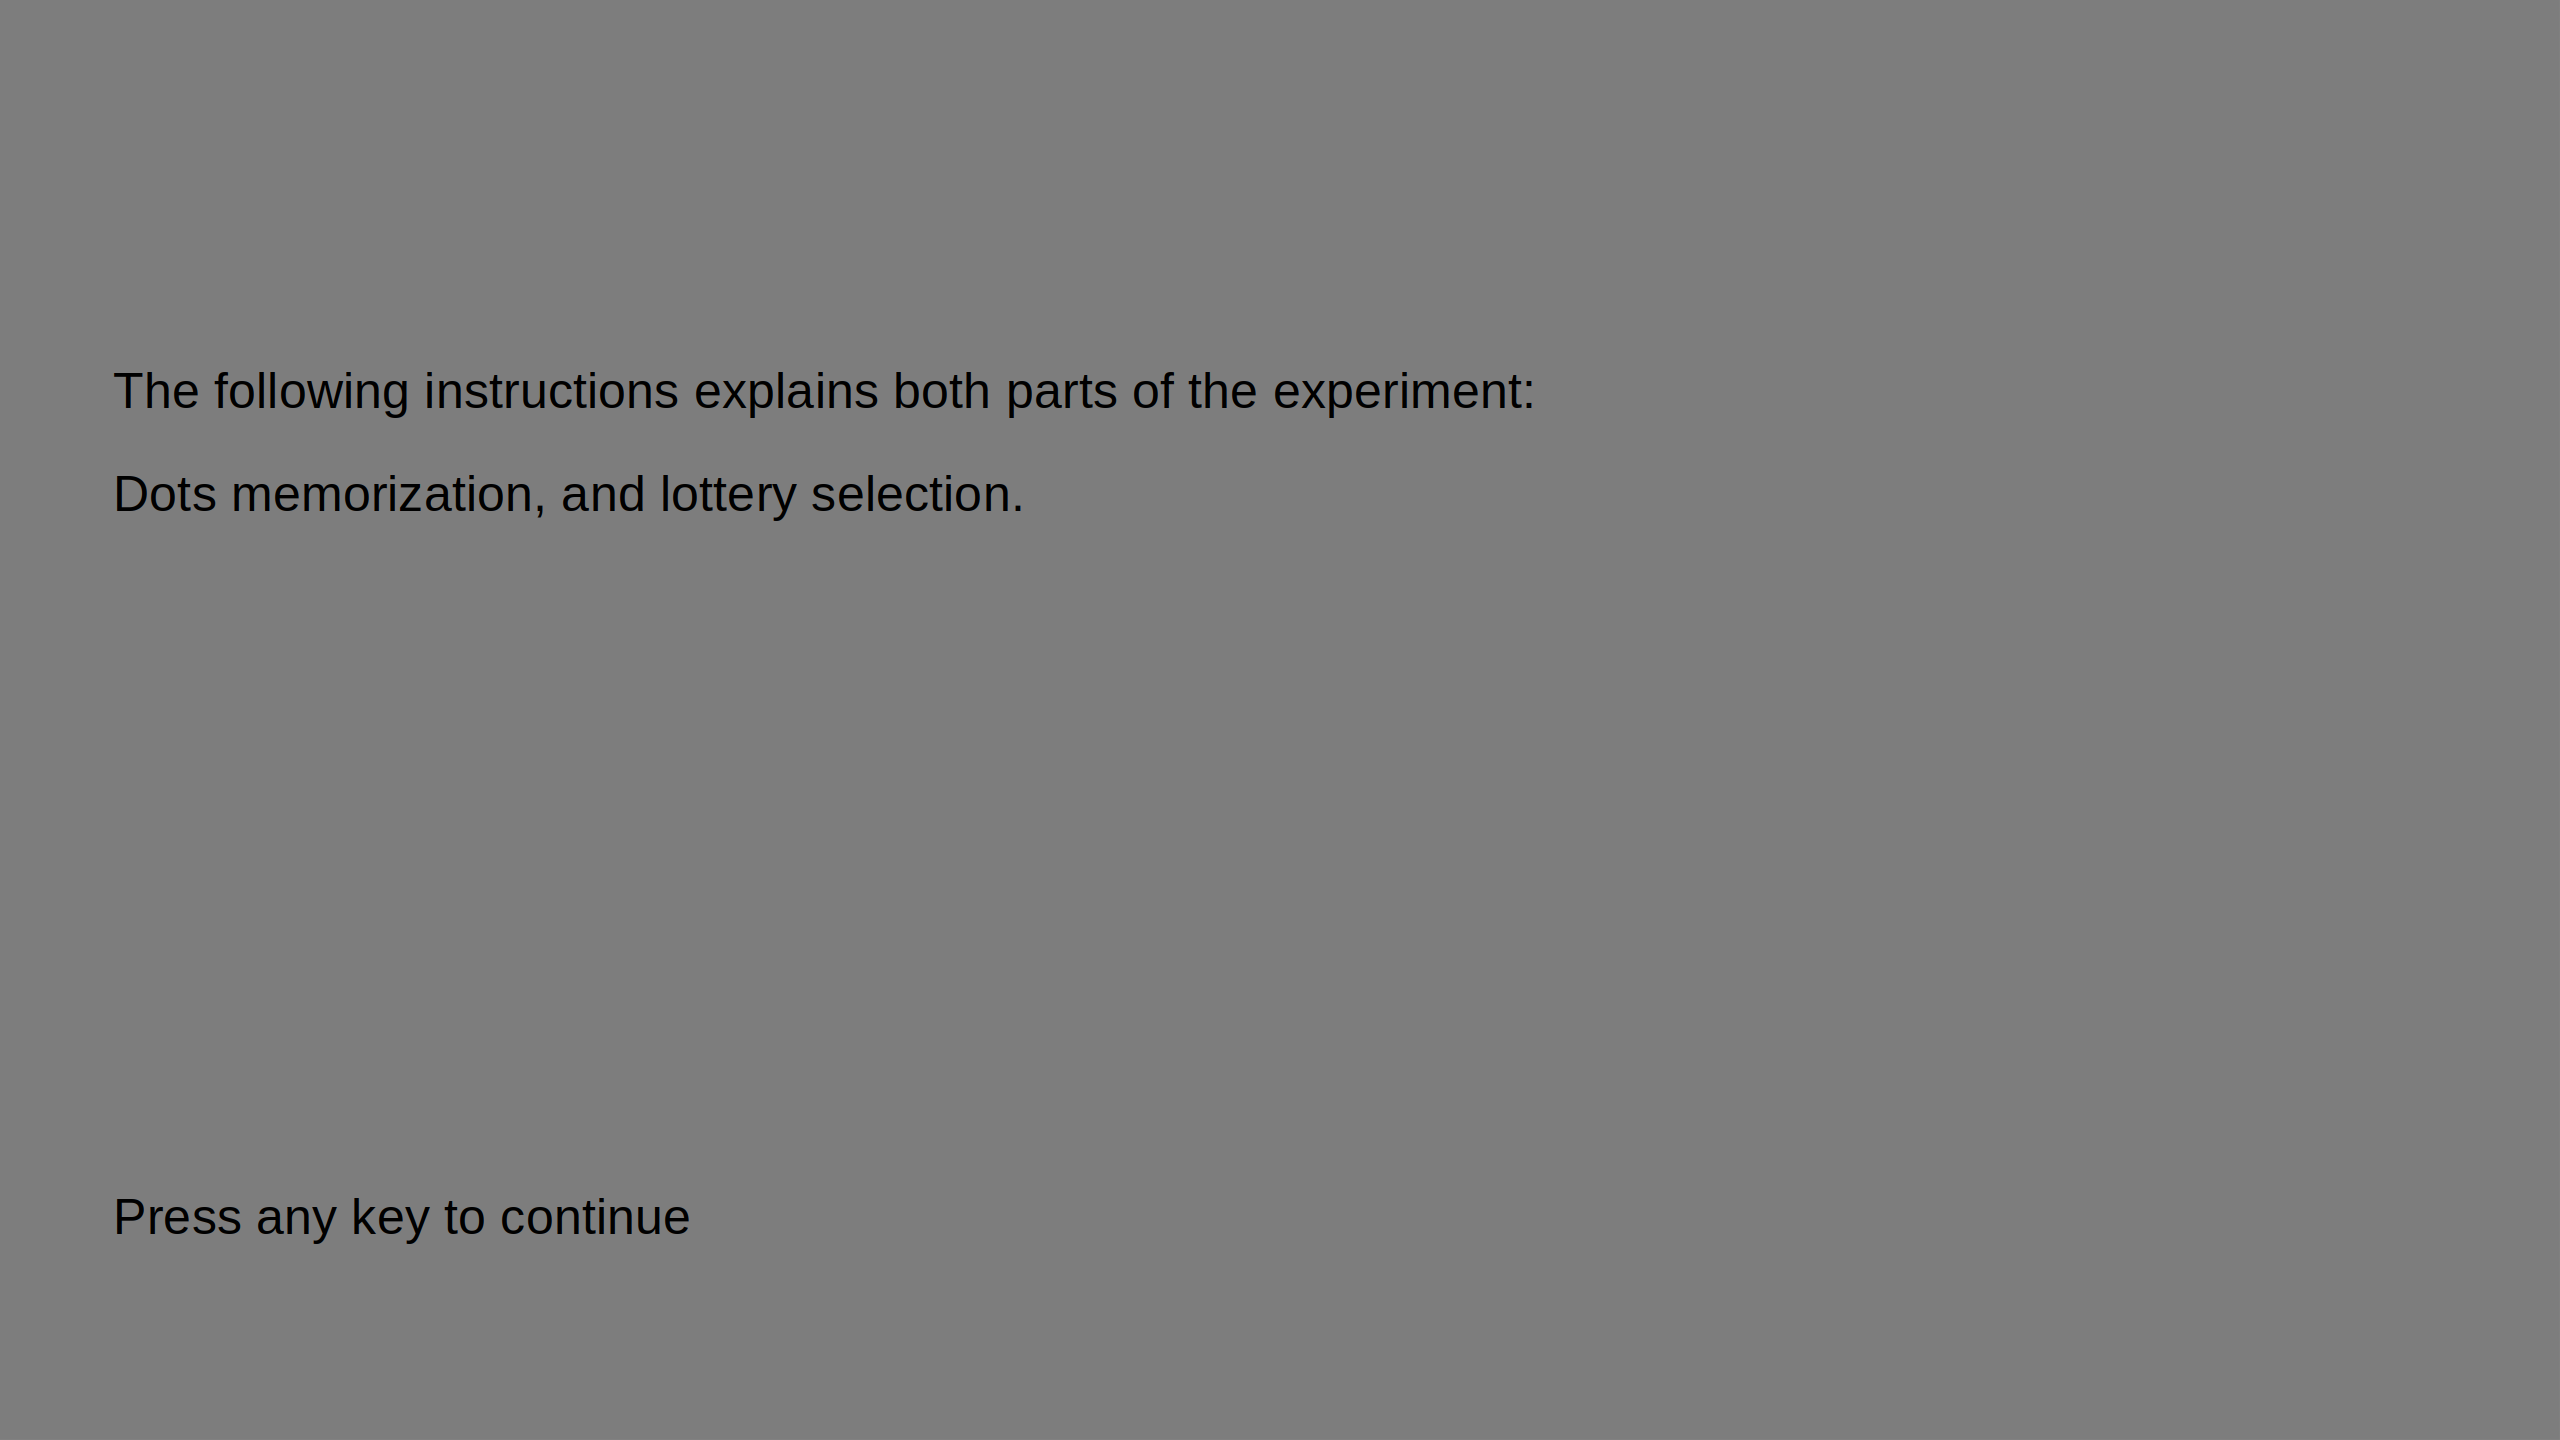 The following instructions explains both parts of the experiment:
Dots memorization, and lottery selection.
Press any key to continue